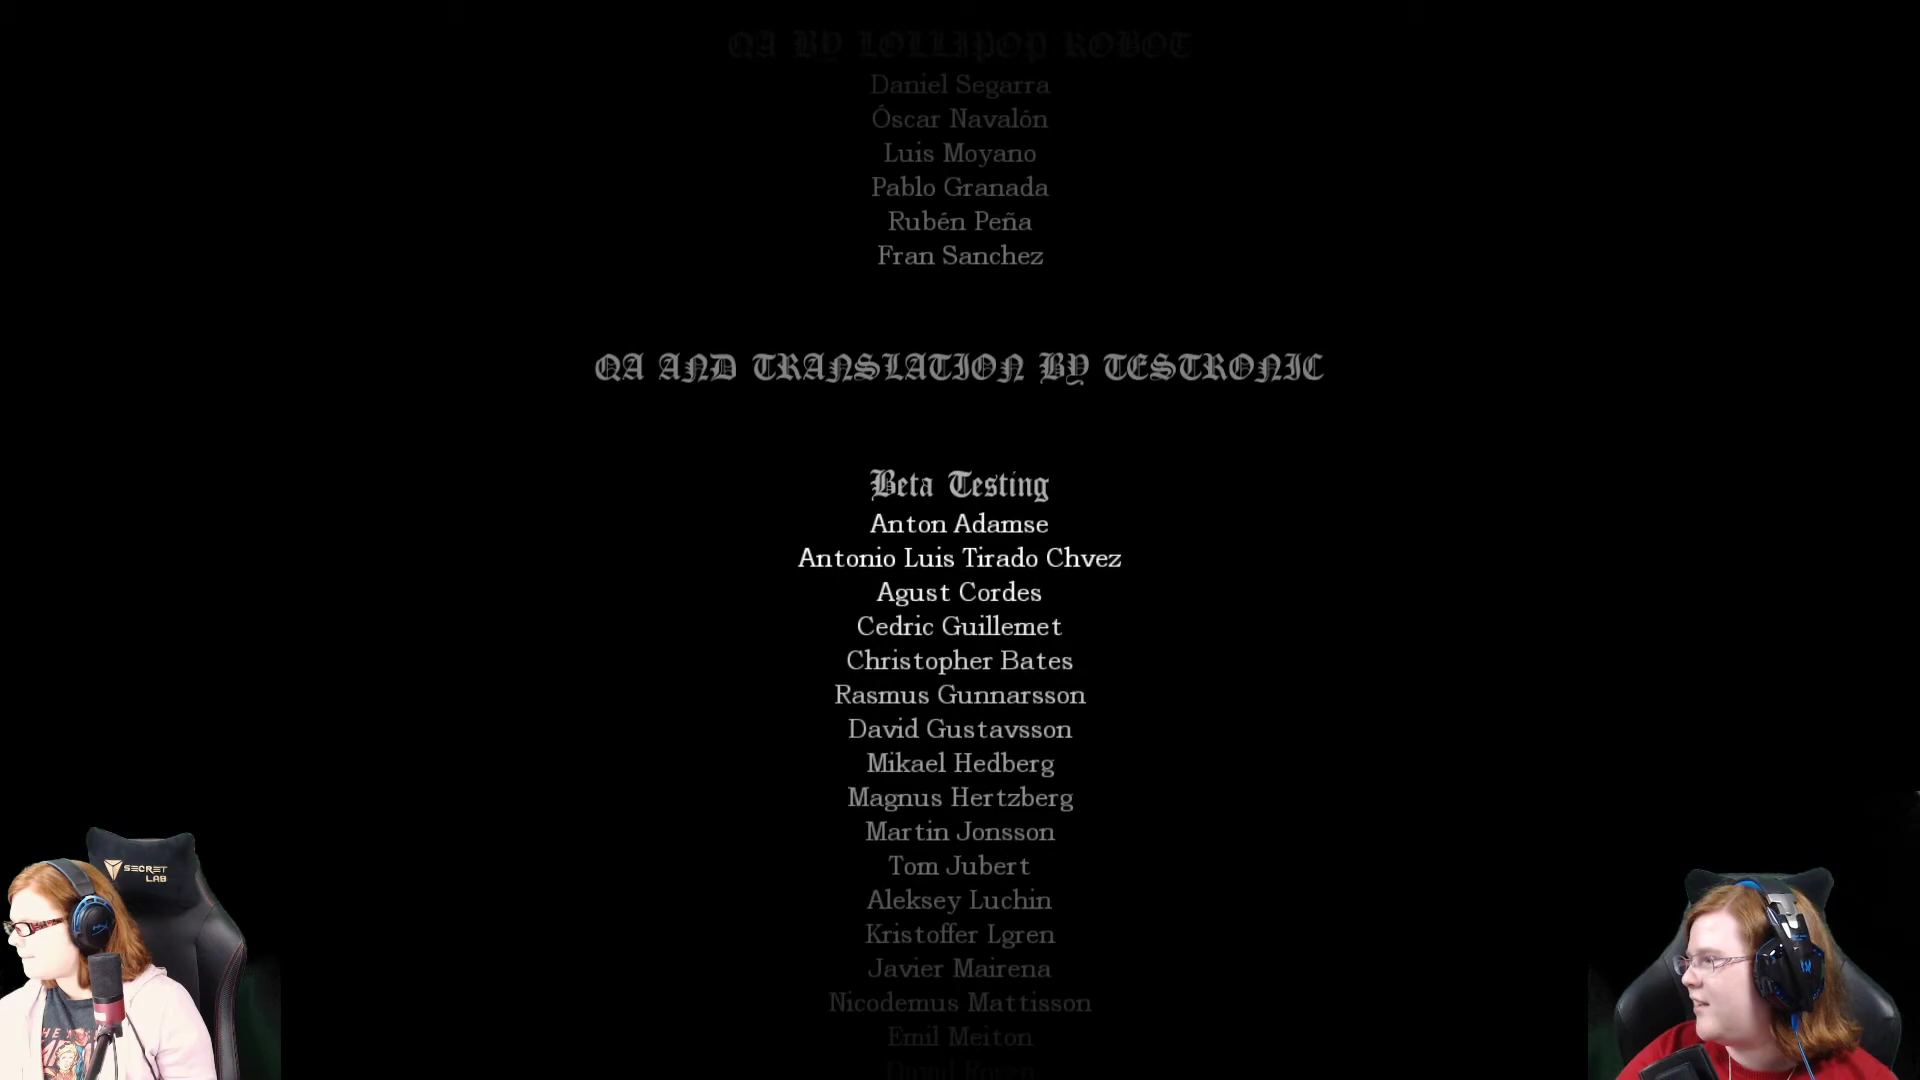 QA BY LOLLIPOP ROBOT
Daniel Segarra
Óscar Navalón
Luis Moyano
Pablo Granada
Rubén Peña
Fran Sanchez
QA AND TRANSLATION BY TESTRONIC
Beta Testing
Anton Adamse
Antonio Luis Tirado Chvez
Agust Cordes
Cedric Guillemet
Christopher Bates
Rasmus Gunnarsson
David Gustavsson
Mikael Hedberg
Magnus Hertzberg
Martin Jonsson
Tom Jubert
Aleksey Luchin
Kristoffer Lgren
Javier Mairena
Nicodemus Mattisson
Emil Meiton
David
SECRET
LAB